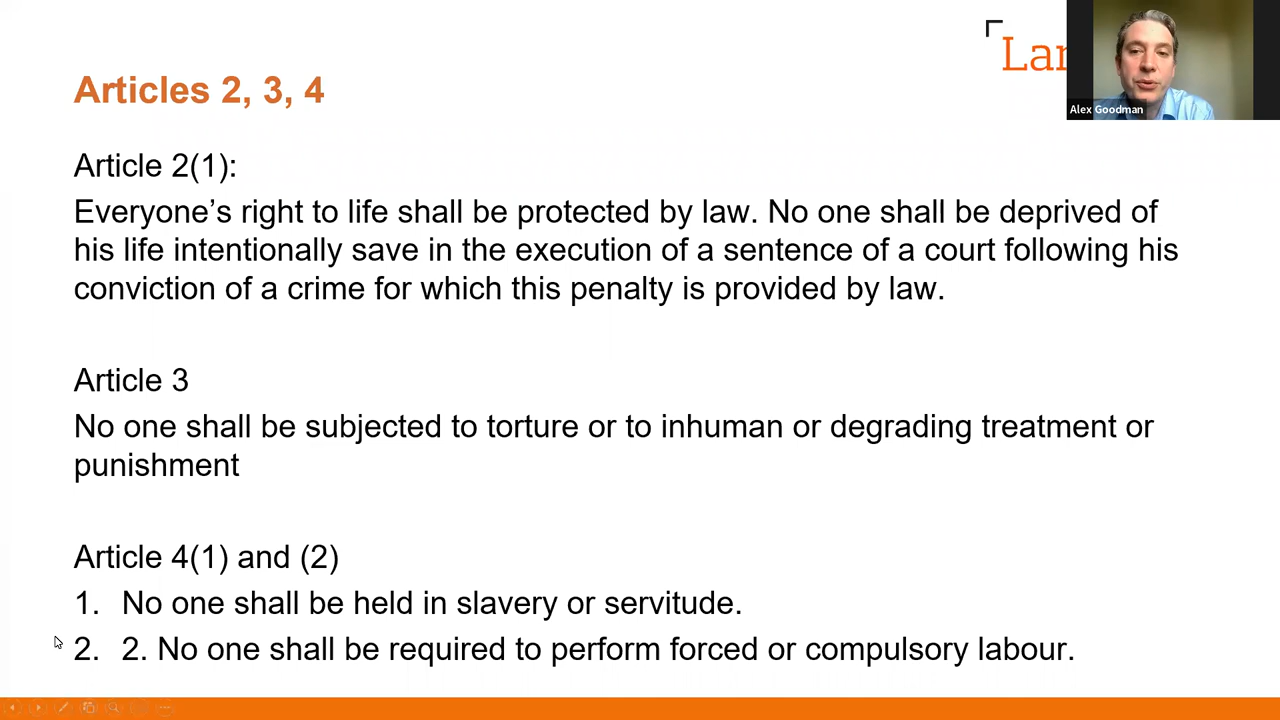 Lan
Alex Goodman
Articles 2, 3, 4
Article 2(1):
Everyone’s right to life shall be protected by law. No one shall be deprived of
his life intentionally save in the execution of a sentence of a court following his
conviction of a crime for which this penalty is provided by law.
Article 3
No one shall be subjected to torture or to inhuman or degrading treatment or
punishment
Article 4(1) and (2)
1. No one shall be held in slavery or servitude.
2. 2. No one shall be required to perform forced or compulsory labour.